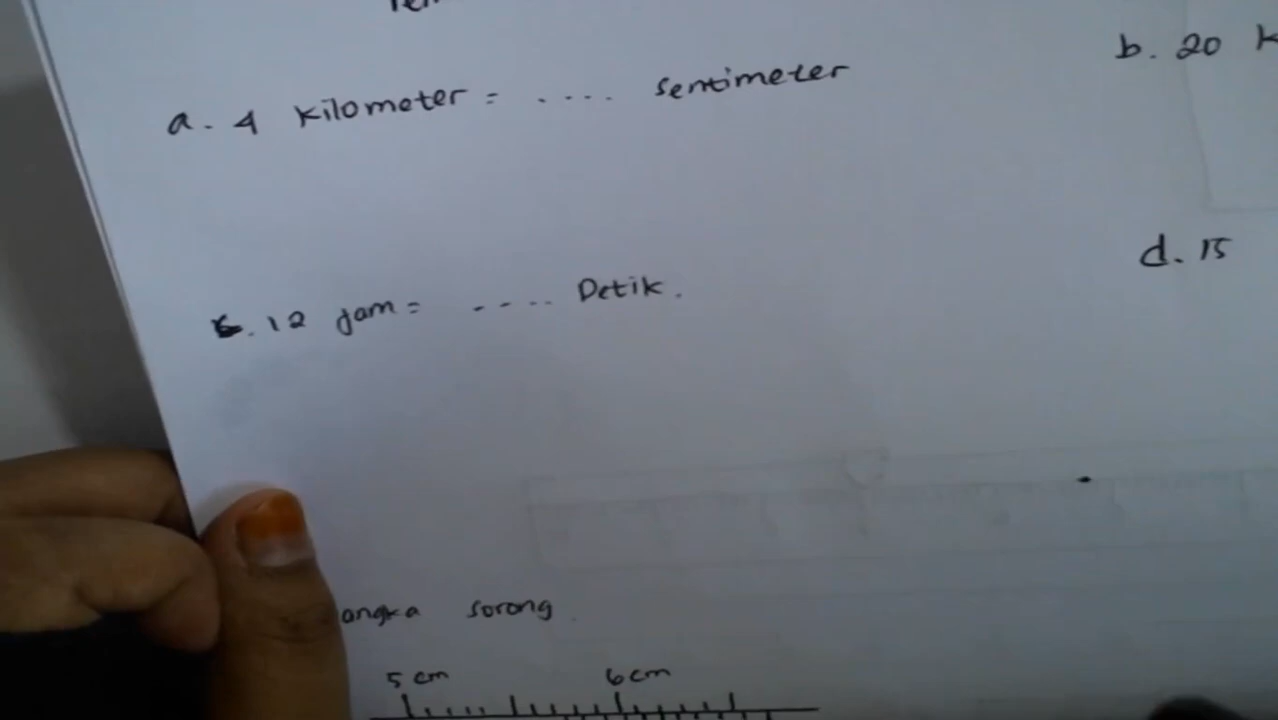 a. 4 kilometer = .... sentimeter
b. 20
c. 12 jam = .... Detik.
d. 15
angka sorong
5 cm 6 cm